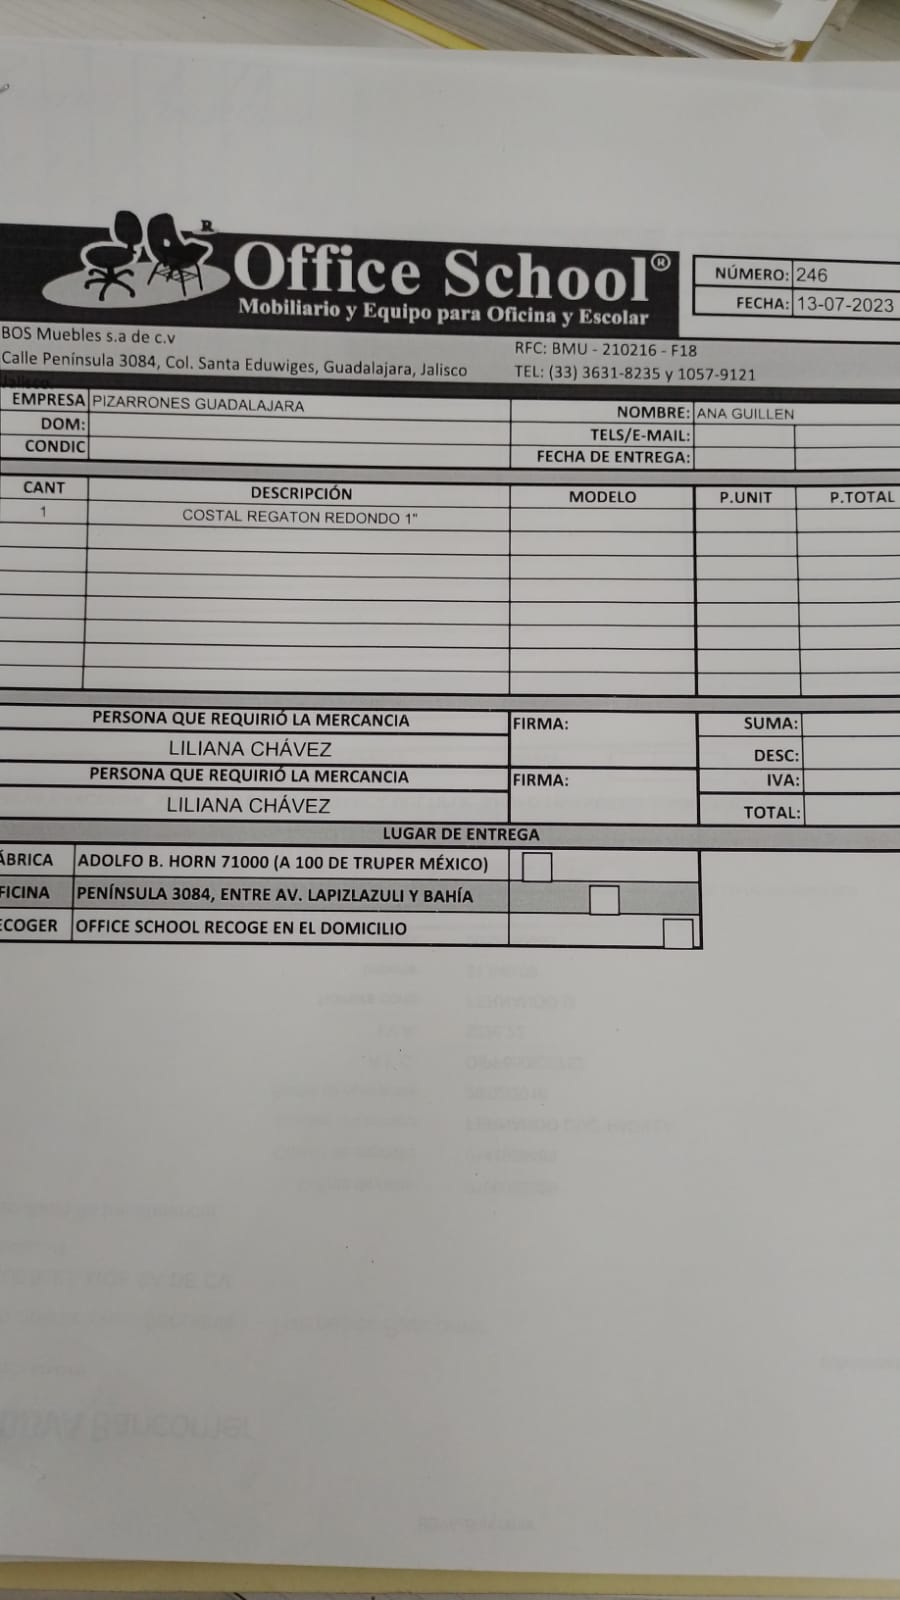 R
Office School®
Mobiliario y Equipo para Oficina y Escolar
NÚMERO: 246
FECHA: 13-07-2023
BOS Muebles s.a de c.v
Calle Península 3084, Col. Santa Eduwiges, Guadalajara, Jalisco
RFC: BMU - 210216 - F18
TEL: (33) 3631-8235 y 1057-9121
Jalisco
EMPRESA PIZARRONES GUADALAJARA NOMBRE: ANA GUILLEN
DOM: TELS/E-MAIL:
CONDIC FECHA DE ENTREGA:
CANT DESCRIPCIÓN MODELO P.UNIT P.TOTAL
1 COSTAL REGATON REDONDO 1"
PERSONA QUE REQUIRIÓ LA MERCANCIA FIRMA: SUMA:
LILIANA CHÁVEZ DESC:
PERSONA QUE REQUIRIÓ LA MERCANCIA FIRMA: IVA:
LILIANA CHÁVEZ TOTAL:
LUGAR DE ENTREGA
ÁBRICA ADOLFO B. HORN 71000 (A 100 DE TRUPER MÉXICO)
FICINA PENÍNSULA 3084, ENTRE AV. LAPIZLAZULI Y BAHÍA
ECOGER OFFICE SCHOOL RECOGE EN EL DOMICILIO